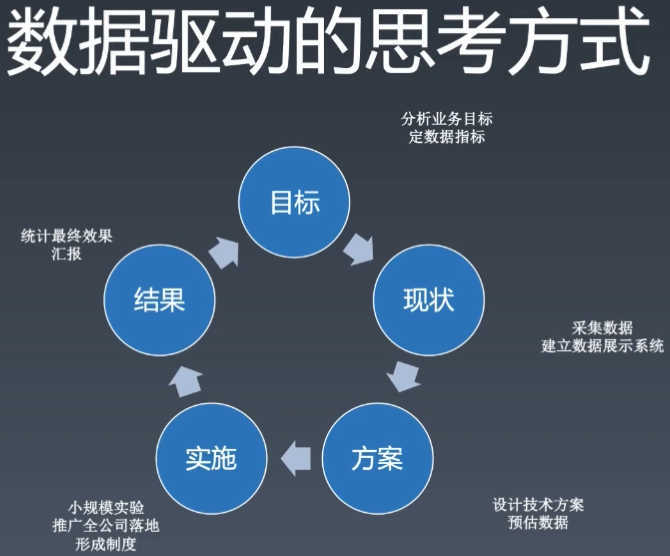 数据驱动的思考方式
分析业务目标
定数据指标
目标
统计最终效果
汇报
结果
现状
采集数据
建立数据展示系统
实施
方案
小规模实验
推广全公司落地
形成制度
设计技术方案
预估数据